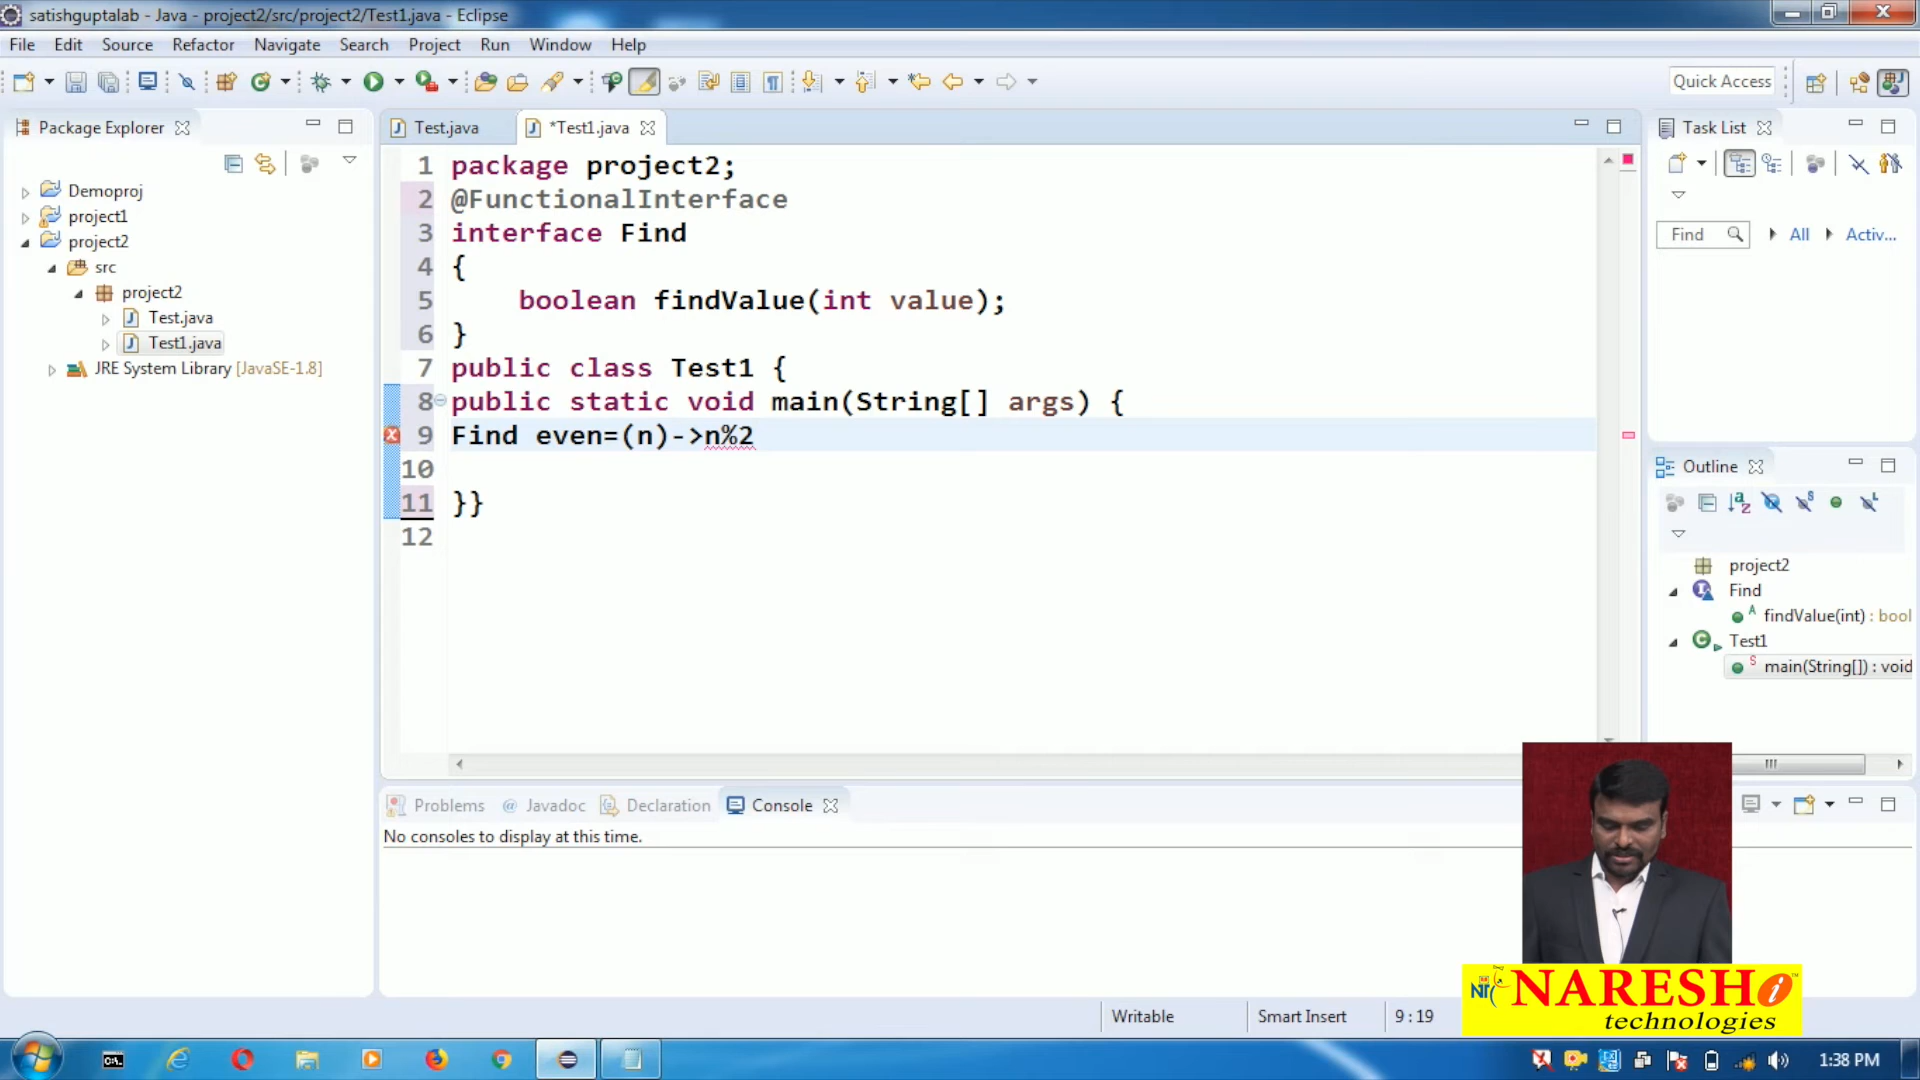 satishguptalab - Java - project2/src/project2/Test1.java - Eclipse
File Edit Source Refactor Navigate Search Project Run Window Help
Quick Access
Package Explorer
Demoproj
project1
project2
src
project2
Test.java
Test1.java
JRE System Library [JavaSE-1.8]
Test.java
*Test1.java
1 package project2;
2 @FunctionalInterface
3 interface Find
4 {
5 boolean findValue(int value);
6 }
7 public class Test1 {
8 public static void main(String[] args) {
9 Find even=(n)->n%2
10
11 }}
12
Task List
Find All Activ...
Outline
project2
Find
findValue(int) : bool
Test1
main(String[]) : void
Problems @ Javadoc Declaration Console
No consoles to display at this time.
Writable Smart Insert 9 : 19
NARESH i
technologies
1:38 PM